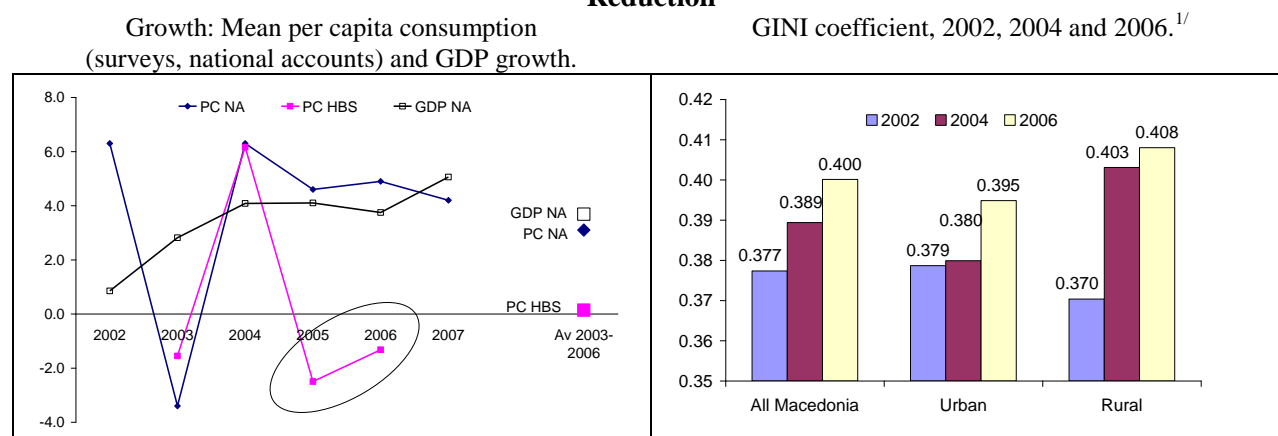 Reduction
Growth: Mean per capita consumption
(surveys, national accounts) and GDP growth.
8.0
6.0
4.0
2.0
0.0
-2.0
-4.0
PC NA
PC HBS
GDP NA
GDP NA
PC NA
PC HBS
2002
2003
2004
2005
2006
2007
Av 2003-
2006
GINI coefficient, 2002, 2004 and 2006.1/
0.42
0.41
0.40
0.39
0.38
0.37
0.36
0.35
2002
2004
2006
0.377
0.389
0.400
0.379
0.380
0.395
0.370
0.403
0.408
All Macedonia
Urban
Rural